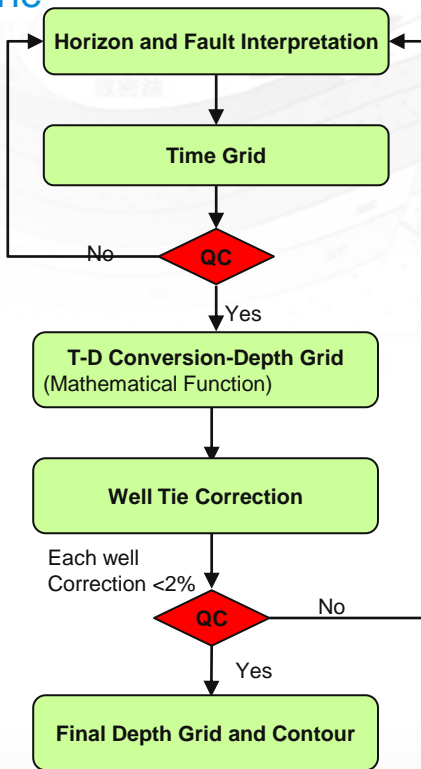 Horizon and Fault Interpretation
Time Grid
No
QC
Yes
T-D Conversion-Depth Grid
(Mathematical Function)
Well Tie Correction
Each well
Correction <2%
QC
No
Yes
Final Depth Grid and Contour